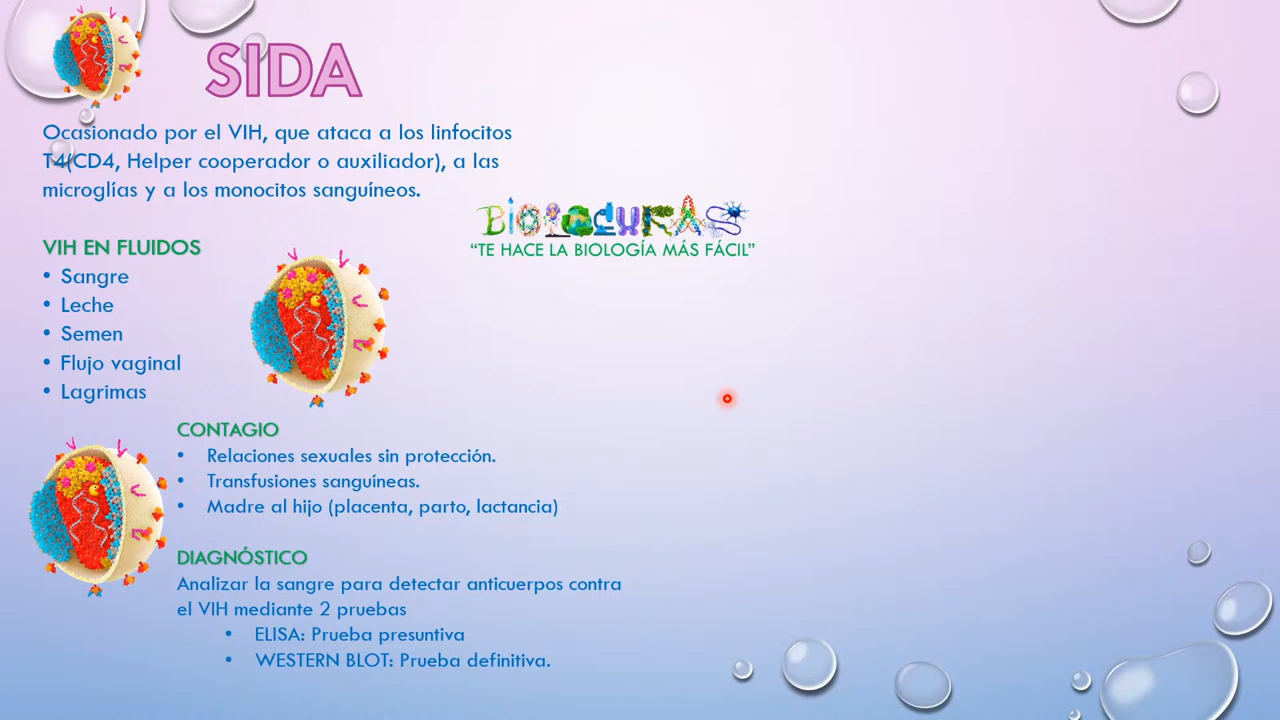 SIDA
Ocasionado por el VIH, que ataca a los linfocitos
T4(CD4, Helper cooperador o auxiliador), a las
microglías y a los monocitos sanguíneos.
BIOLOCURAS
“TE HACE LA BIOLOGÍA MÁS FÁCIL”
VIH EN FLUIDOS
• Sangre
• Leche
• Semen
• Flujo vaginal
• Lagrimas
CONTAGIO
• Relaciones sexuales sin protección.
• Transfusiones sanguíneas.
• Madre al hijo (placenta, parto, lactancia)
DIAGNÓSTICO
Analizar la sangre para detectar anticuerpos contra
el VIH mediante 2 pruebas
• ELISA: Prueba presuntiva
• WESTERN BLOT: Prueba definitiva.